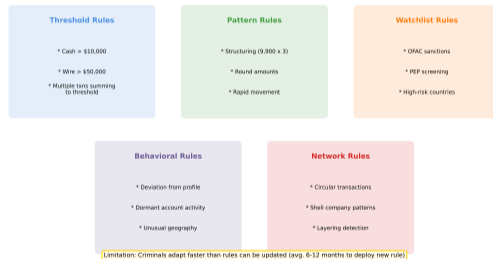 Threshold Rules
* Cash > $10,000
* Wire > $50,000
* Multiple txns summing
to threshold
Pattern Rules
* Structuring (9,900 x 3)
* Round amounts
* Rapid movement
Watchlist Rules
* OFAC sanctions
* PEP screening
* High-risk countries
Behavioral Rules
* Deviation from profile
* Dormant account activity
* Unusual geography
Network Rules
* Circular transactions
* Shell company patterns
* Layering detection
Limitation: Criminals adapt faster than rules can be updated (avg. 6-12 months to deploy new rule)